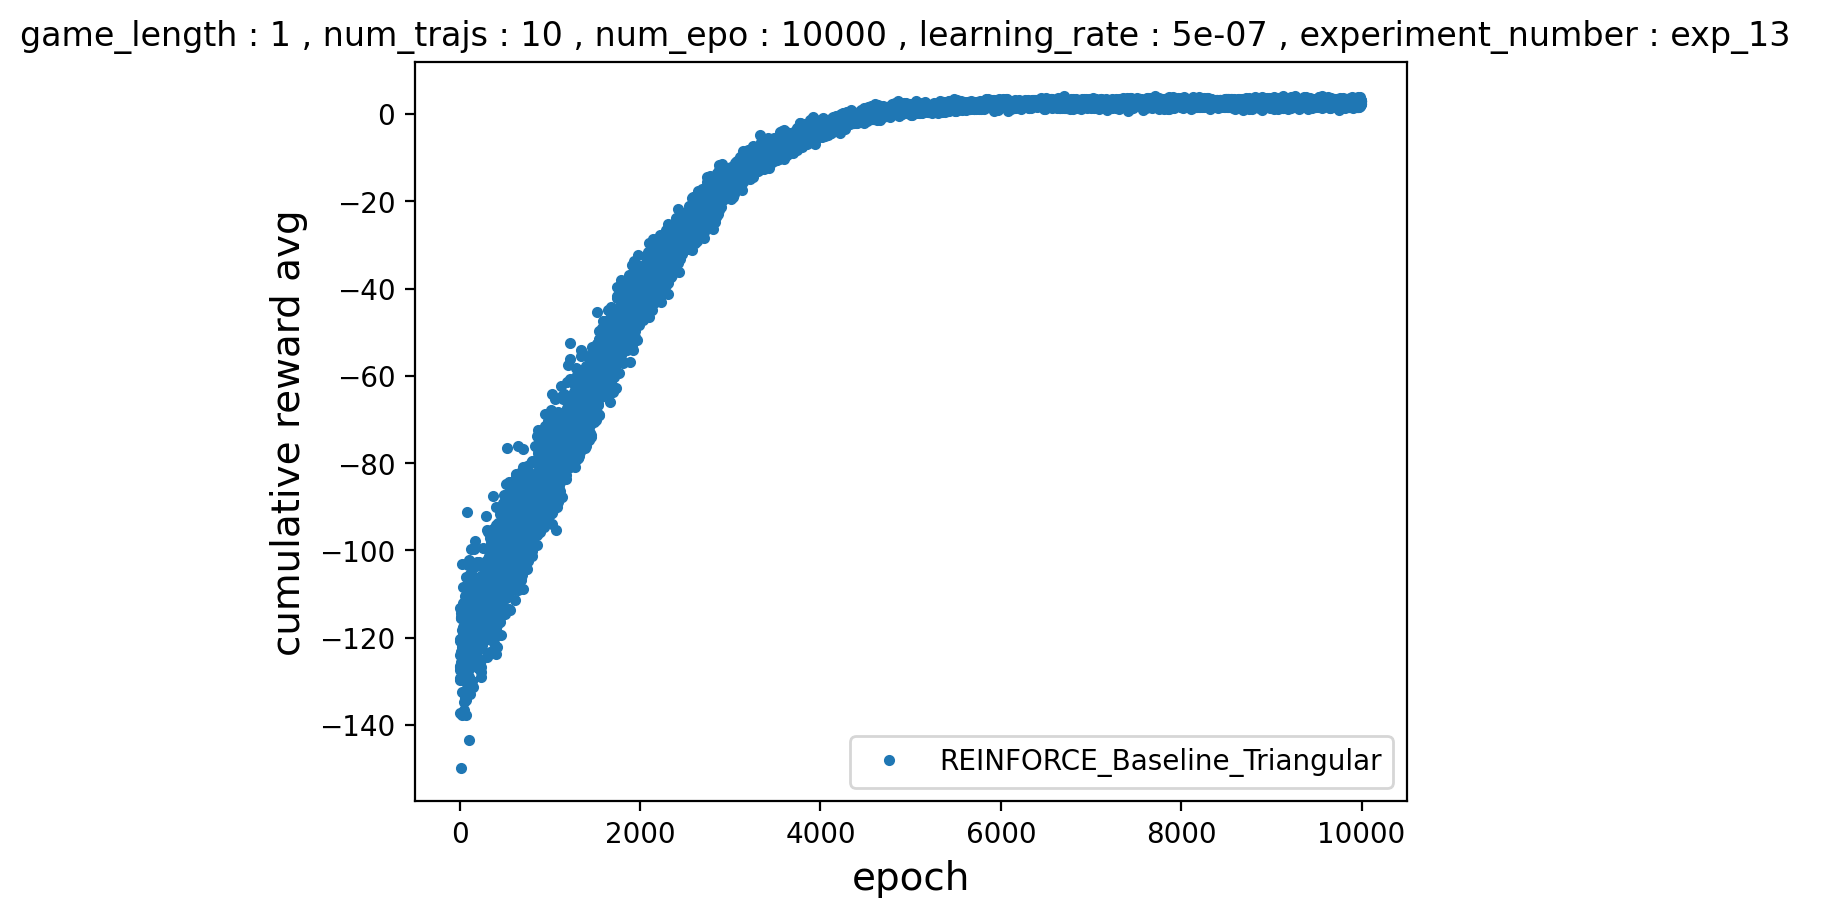 game_length : 1 , num_trajs : 10 , num_epo : 10000 , learning_rate : 5e-07 , experiment_number : exp_13
0
−20
−40
−60
−80
−100
−120
−140
cumulative reward avg
REINFORCE_Baseline_Triangular
0 2000 4000 6000 8000 10000
epoch